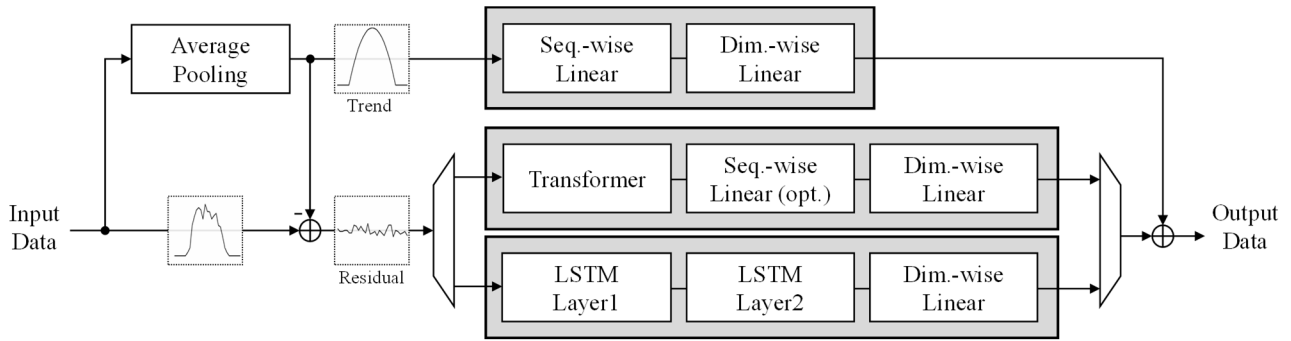 Average
Pooling
Trend
Seq.-wise
Linear
Dim.-wise
Linear
Input
Data
-
Residual
Transformer
Seq.-wise
Linear (opt.)
Dim.-wise
Linear
LSTM
Layer1
LSTM
Layer2
Dim.-wise
Linear
Output
Data